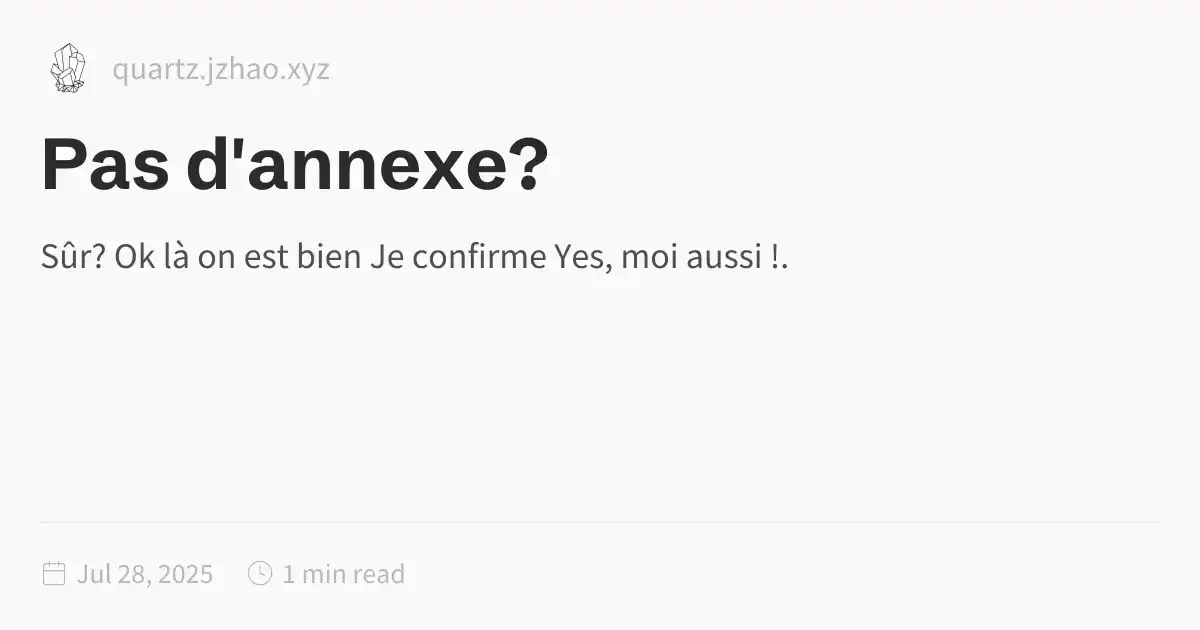 quartz.jzhao.xyz
Pas d'annexe?
Sûr? Ok là on est bien Je confirme Yes, moi aussi !.
Jul 28, 2025 1 min read